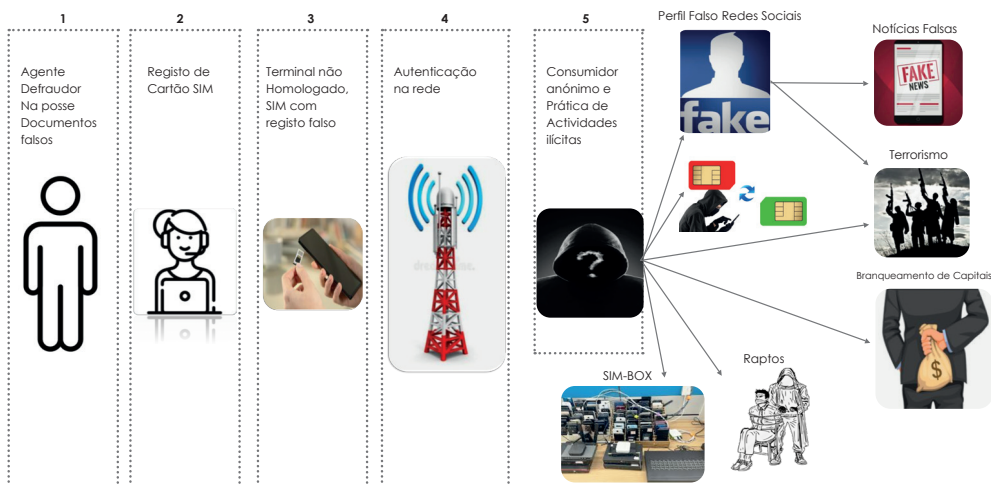 1
Agente
Defraudor
Na posse
Documentos
falsos
2
Registo de
Cartão SIM
3
Terminal não
Homologado,
SIM com
registo falso
4
Autenticação
na rede
5
Consumidor
anónimo e
Prática de
Actividades
ilícitas
?
Perfil Falso Redes Sociais
fake
Notícias Falsas
FAKE
NEWS
Terrorismo
Branqueamento de Capitais
$
Raptos
SIM-BOX